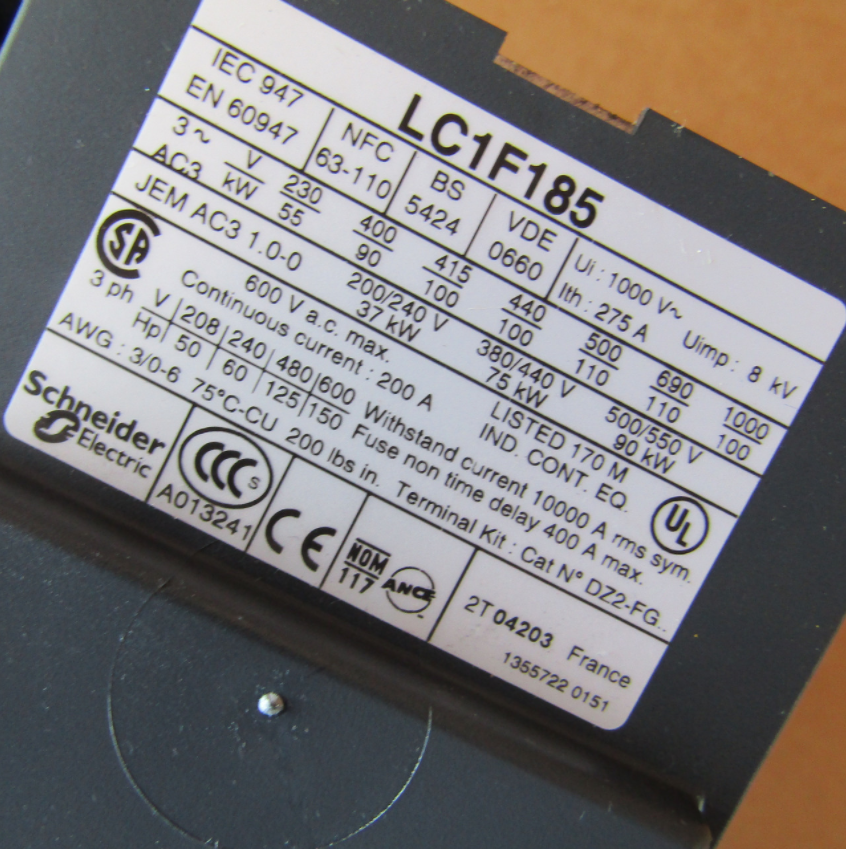 LC1F185
IEC 947
EN 60947
NFC
63-110
BS
5424
VDE
0660
Ui : 1000 V~ Uimp : 8 kV
Ith : 275 A
3 ~ V 230 400 415 440 500 690 1000
AC3 kW 55 90 100 100 110 110 100
JEM AC3 1.0-0 200/240 V 380/440 V 500/550 V
37 kW 75 kW 90 kW
SA 600 V a.c. max. LISTED 170 M UL
Continuous current : 200 A IND. CONT. EQ.
3 ph V 208 240 480 600 Withstand current 10000 A rms sym.
Hp 50 60 125 150 Fuse non time delay 400 A max.
AWG : 3/0-6 75°C-CU 200 lbs in. Terminal Kit : Cat N° DZ2-FG..
Schneider
Electric
CCC S
A013241
CE
NOM
117
ANCE
2T 04203 France
1355722 0151